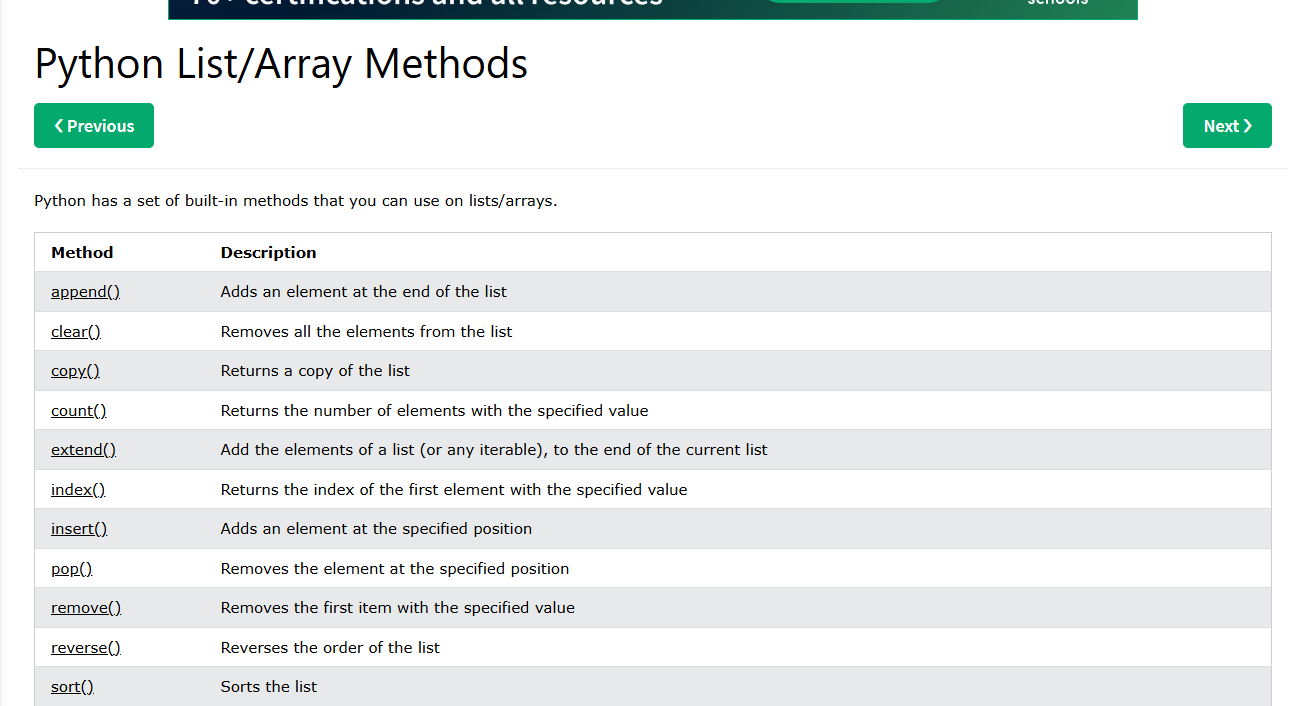 70+ certifications and all resources
schools
Python List/Array Methods
❮ Previous
Next ❯
Python has a set of built-in methods that you can use on lists/arrays.
Method Description
append() Adds an element at the end of the list
clear() Removes all the elements from the list
copy() Returns a copy of the list
count() Returns the number of elements with the specified value
extend() Add the elements of a list (or any iterable), to the end of the current list
index() Returns the index of the first element with the specified value
insert() Adds an element at the specified position
pop() Removes the element at the specified position
remove() Removes the first item with the specified value
reverse() Reverses the order of the list
sort() Sorts the list